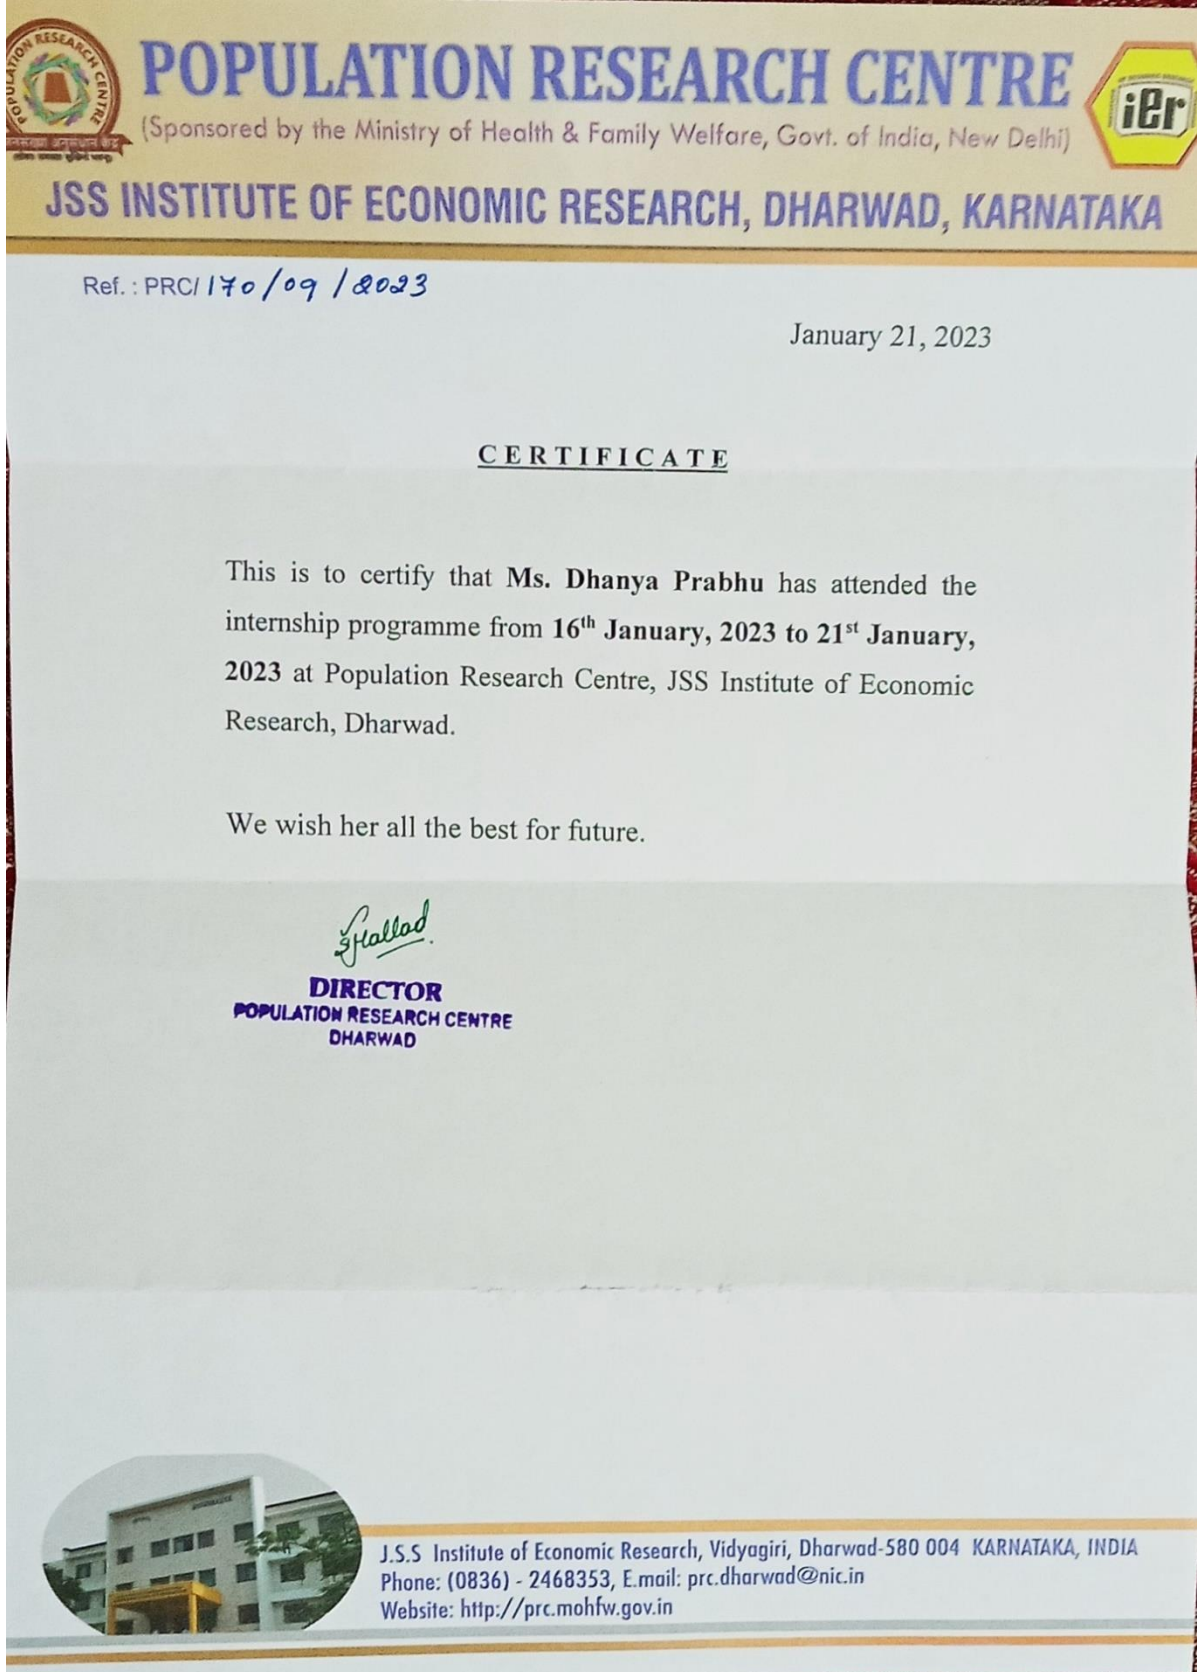 POPULATION RESEARCH CENTRE
POPULATION RESEARCH CENTRE
(Sponsored by the Ministry of Health & Family Welfare, Govt. of India, New Delhi)
ier
JSS INSTITUTE OF ECONOMIC RESEARCH, DHARWAD, KARNATAKA
Ref. : PRC/ 170/09/2023
January 21, 2023
CERTIFICATE
This is to certify that Ms. Dhanya Prabhu has attended the
internship programme from 16th January, 2023 to 21st January,
2023 at Population Research Centre, JSS Institute of Economic
Research, Dharwad.
We wish her all the best for future.
DIRECTOR
POPULATION RESEARCH CENTRE
DHARWAD
J.S.S Institute of Economic Research, Vidyagiri, Dharwad-580 004 KARNATAKA, INDIA
Phone: (0836) - 2468353, E.mail: prc.dharwad@nic.in
Website: http://prc.mohfw.gov.in